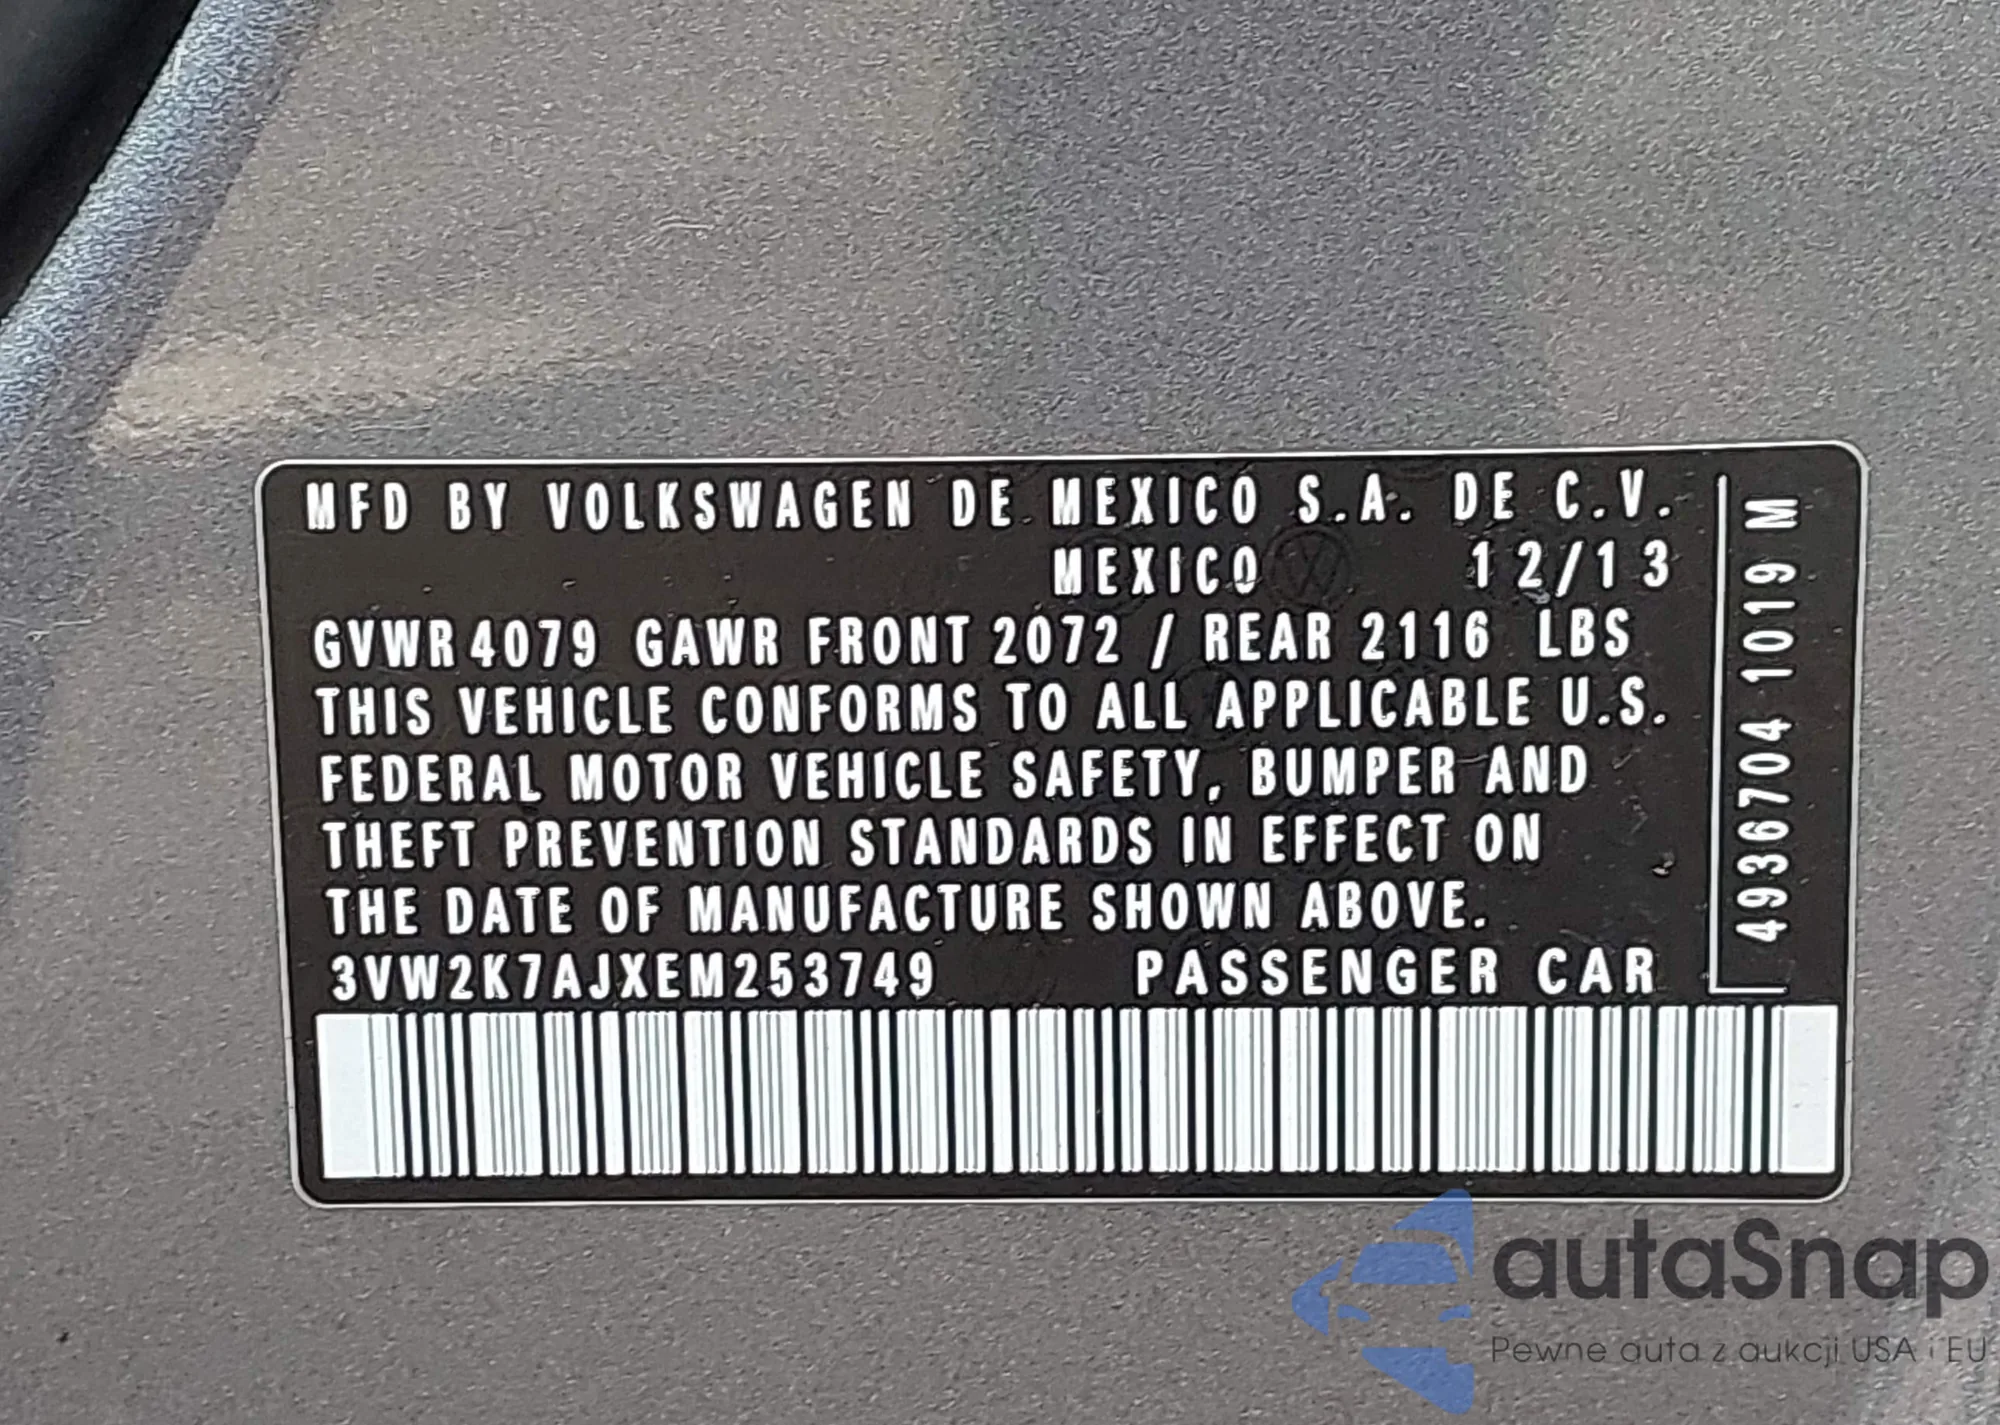 MFD BY VOLKSWAGEN DE MEXICO S.A. DE C.V.
MEXICO 12/13
GVWR 4079 GAWR FRONT 2072 / REAR 2116 LBS
THIS VEHICLE CONFORMS TO ALL APPLICABLE U.S.
FEDERAL MOTOR VEHICLE SAFETY, BUMPER AND
THEFT PREVENTION STANDARDS IN EFFECT ON
THE DATE OF MANUFACTURE SHOWN ABOVE.
3VW2K7AJXEM253749 PASSENGER CAR
4936704 1019 M
autaSnap
Pewne auta z aukcji USA i EU